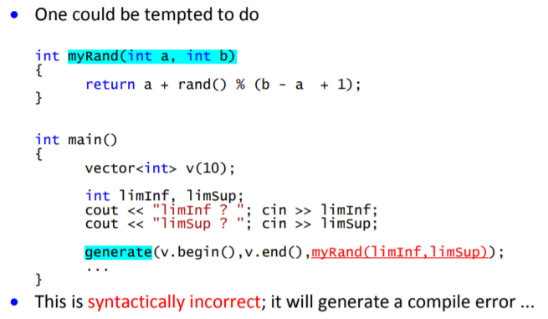 • One could be tempted to do
int myRand(int a, int b)
{
return a + rand() % (b - a + 1);
}
int main()
{
vector<int> v(10);
int limInf, limSup;
cout << "limInf ? "; cin >> limInf;
cout << "limSup ? "; cin >> limSup;
generate(v.begin(),v.end(),myRand(limInf,limSup));
...
}
• This is syntactically incorrect; it will generate a compile error ...